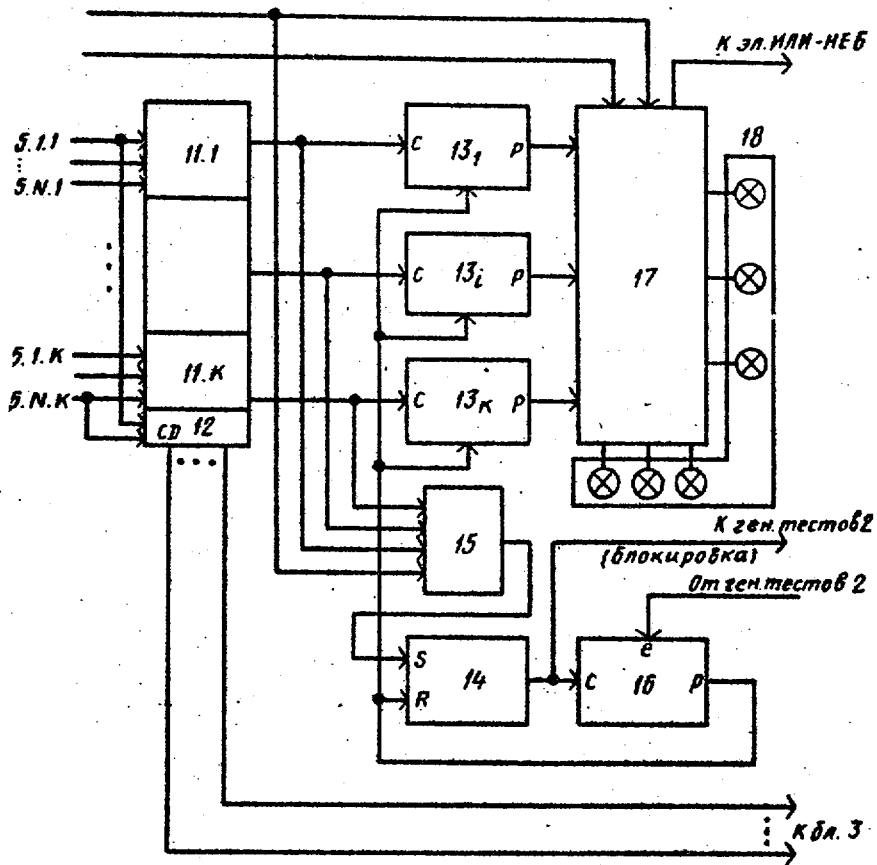 К эл. ИЛИ-НЕ 6
18
5.1.1
11.1
C 13₁ P
5.N.1
C 13i P
17
5.1.К
11.К
C 13к P
5.N.К
CD 12
15
К ген. тестов 2
(блокировка)
От ген. тестов 2
S
14
R
e
C 16 P
К бл. 3